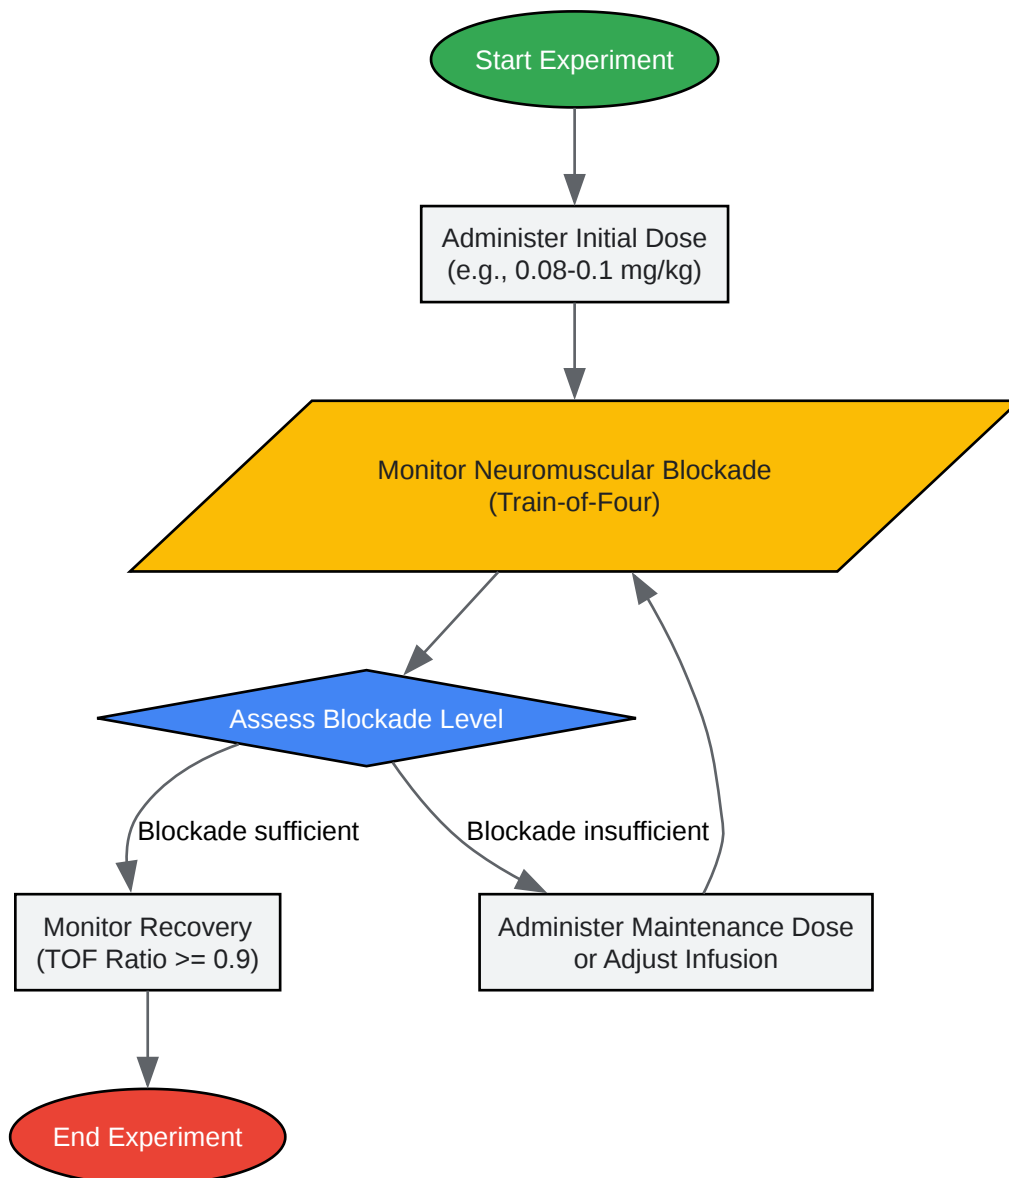 Start Experiment
Administer Initial Dose
(e.g., 0.08-0.1 mg/kg)
Monitor Neuromuscular Blockade
(Train-of-Four)
Assess Blockade Level
Blockade sufficient
Blockade insufficient
Monitor Recovery
(TOF Ratio >= 0.9)
Administer Maintenance Dose
or Adjust Infusion
End Experiment